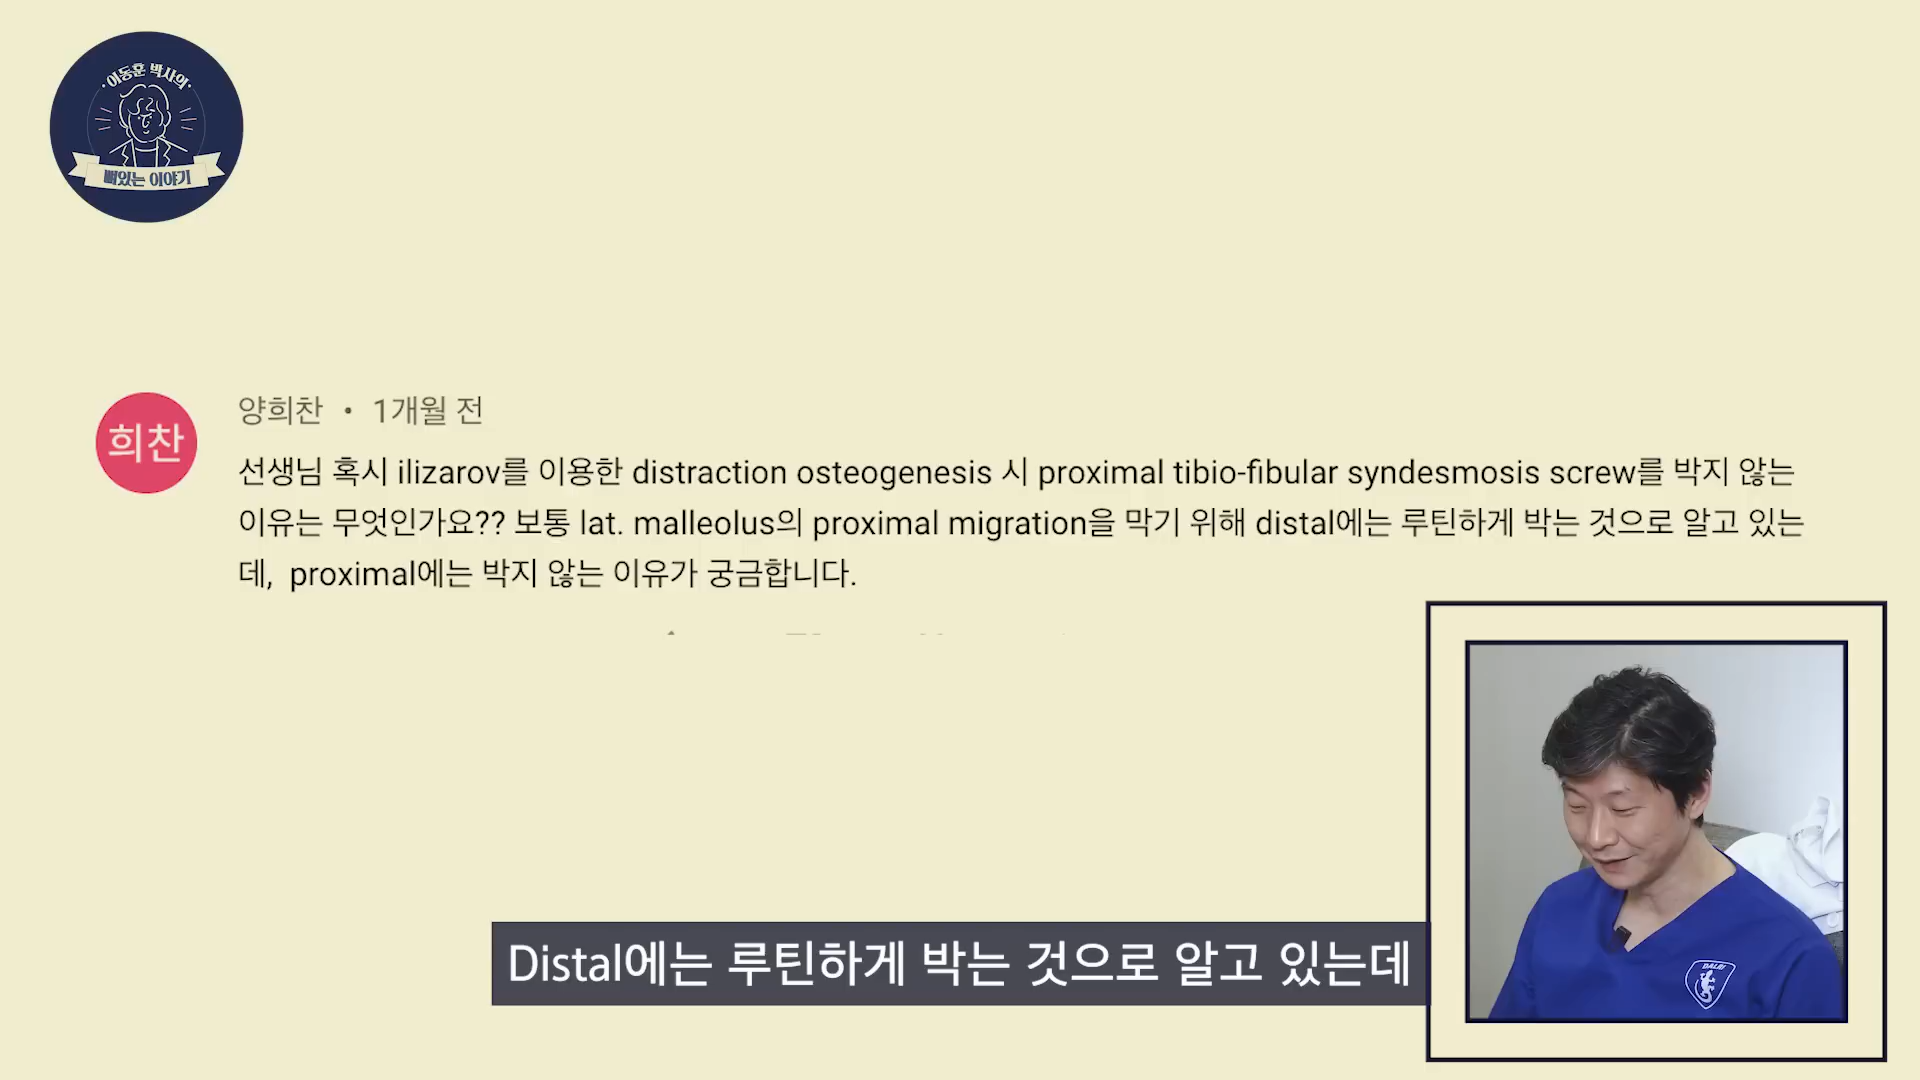 이동훈 박사의
뼈있는 이야기
희찬
양희찬 • 1개월 전
선생님 혹시 ilizarov를 이용한 distraction osteogenesis 시 proximal tibio-fibular syndesmosis screw를 박지 않는
이유는 무엇인가요?? 보통 lat. malleolus의 proximal migration을 막기 위해 distal에는 루틴하게 박는 것으로 알고 있는
데, proximal에는 박지 않는 이유가 궁금합니다.
Distal에는 루틴하게 박는 것으로 알고 있는데